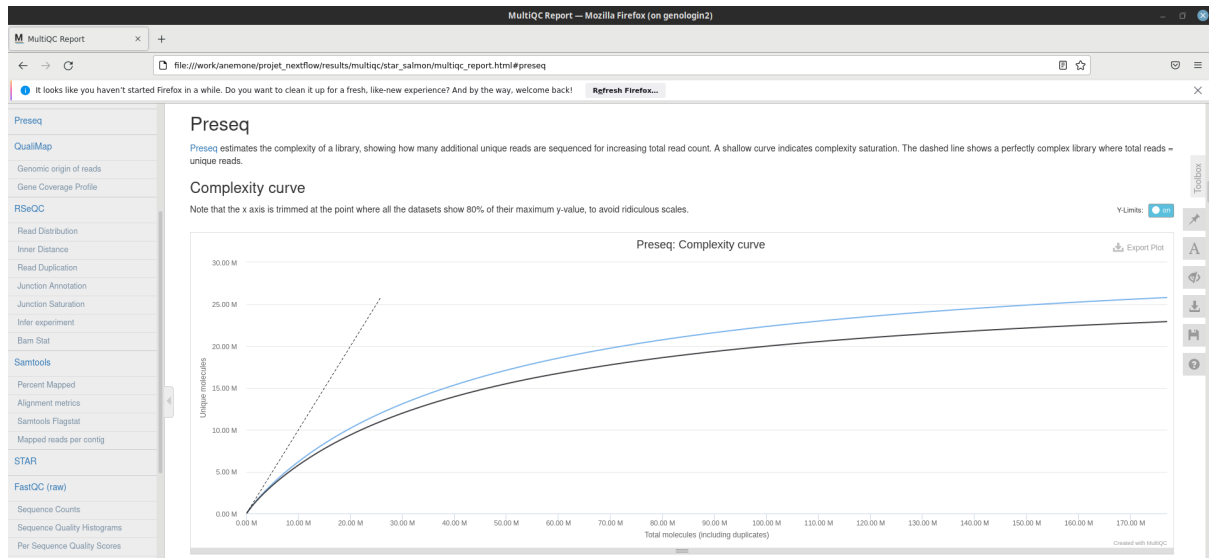 MultiQC Report — Mozilla Firefox (on genologin2)
M MultiQC Report
file:///work/anemone/projet_nextflow/results/multiqc/star_salmon/multiqc_report.html#preseq
It looks like you haven't started Firefox in a while. Do you want to clean it up for a fresh, like-new experience? And by the way, welcome back! Refresh Firefox...
Preseq
QualiMap
Genomic origin of reads
Gene Coverage Profile
RSeQC
Read Distribution
Inner Distance
Read Duplication
Junction Annotation
Junction Saturation
Infer experiment
Bam Stat
Samtools
Percent Mapped
Alignment metrics
Samtools Flagstat
Mapped reads per contig
STAR
FastQC (raw)
Sequence Counts
Sequence Quality Histograms
Per Sequence Quality Scores
Preseq
Preseq estimates the complexity of a library, showing how many additional unique reads are sequenced for increasing total read count. A shallow curve indicates complexity saturation. The dashed line shows a perfectly complex library where total reads =
unique reads.
Complexity curve
Note that the x axis is trimmed at the point where all the datasets show 80% of their maximum y-value, to avoid ridiculous scales.
Y-Limits: on
Preseq: Complexity curve
Export Plot
30.00 M
25.00 M
20.00 M
15.00 M
10.00 M
5.00 M
0.00 M
Unique molecules
0.00 M 10.00 M 20.00 M 30.00 M 40.00 M 50.00 M 60.00 M 70.00 M 80.00 M 90.00 M 100.00 M 110.00 M 120.00 M 130.00 M 140.00 M 150.00 M 160.00 M 170.00 M
Total molecules (including duplicates)
Created with MultiQC
Toolbox
A